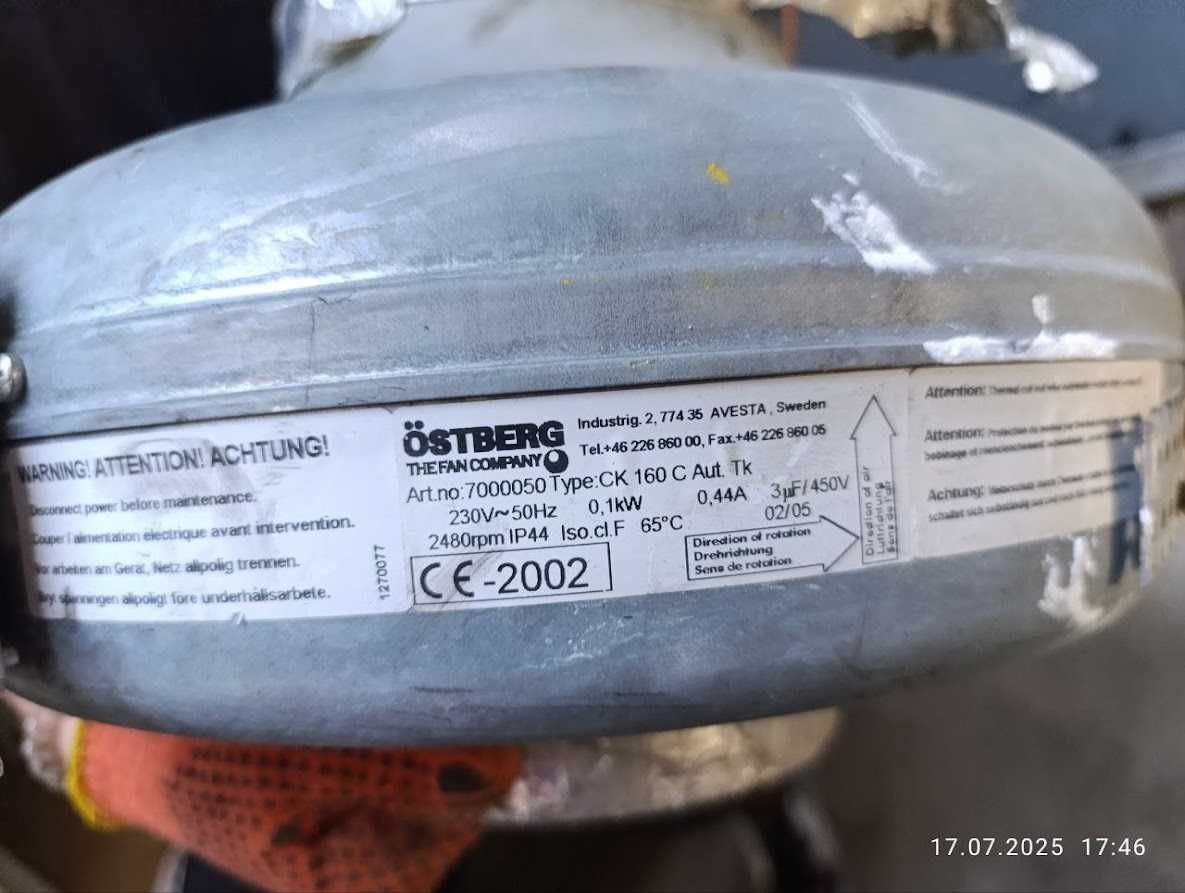 WARNING! ATTENTION! ACHTUNG!
Disconnect power before maintenance.
Couper l'alimentation électrique avant intervention.
Vor arbeiten am Gerät, Netz allpolig trennen.
spänningen allpoligt före underhållsarbete.
1270077
ÖSTBERG
THE FAN COMPANY
Industrig. 2, 774 35 AVESTA, Sweden
Tel.+46 226 860 00, Fax.+46 226 860 05
Art.no:7000050 Type:CK 160 C Aut. Tk
230V~50Hz 0,1kW 0,44A 3µF/450V
2480rpm IP44 Iso.cl.F 65°C 02/05
CE-2002
Direction of rotation
Drehrichtung
Sens de rotation
Direction of air
Luftrichtung
Sens de l'air
Attention:
Attention:
Achtung:
schaltet sich selbständig
17.07.2025 17:46